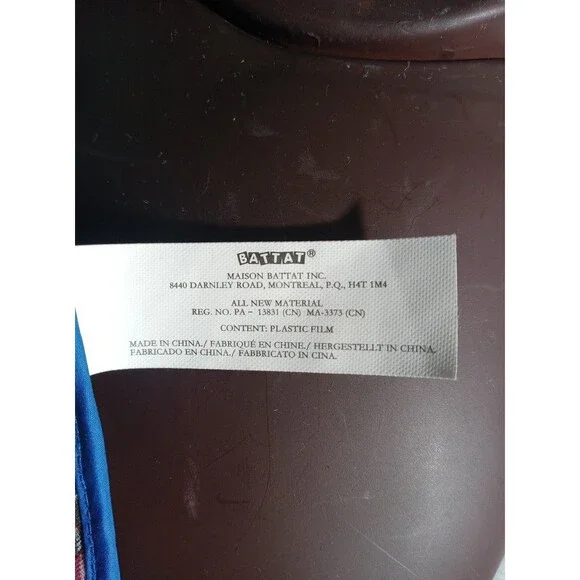 BATTAT®
MAISON BATTAT INC.
8440 DARNLEY ROAD, MONTREAL, P.Q., H4T 1M4
ALL NEW MATERIAL
REG. NO. PA - 13831 (CN) MA-3373 (CN)
CONTENT: PLASTIC FILM
MADE IN CHINA./ FABRIQUÉ EN CHINE./ HERGESTELLT IN CHINA.
FABRICADO EN CHINA./ FABBRICATO IN CINA.